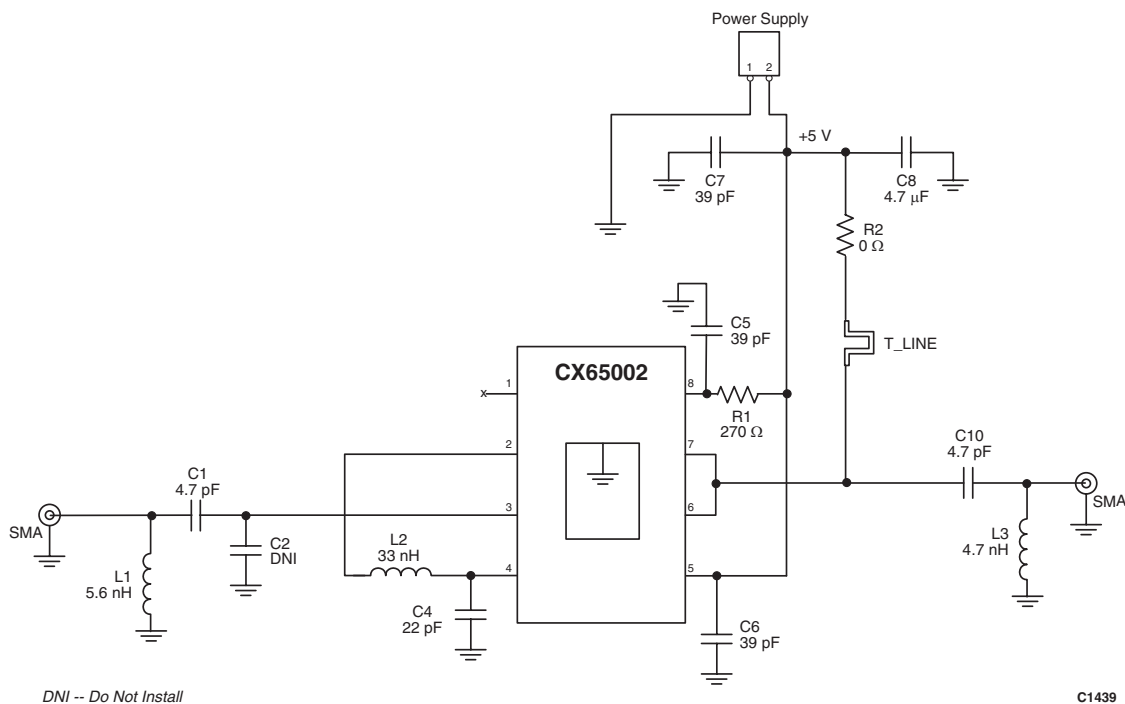 Power Supply
1 2
+5 V
C7
39 pF
C8
4.7 μF
R2
0 Ω
C5
39 pF
T_LINE
CX65002
1
8
R1
270 Ω
2
7
C10
4.7 pF
C1
4.7 pF
SMA
3
6
SMA
C2
DNI
L2
33 nH
L3
4.7 nH
L1
5.6 nH
4
5
C4
22 pF
C6
39 pF
DNI -- Do Not Install
C1439
x